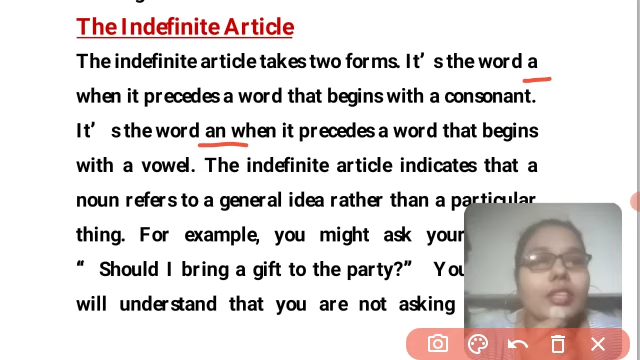 The Indefinite Article
The indefinite article takes two forms. It’ s the word a
when it precedes a word that begins with a consonant.
It’ s the word an when it precedes a word that begins
with a vowel. The indefinite article indicates that a
noun refers to a general idea rather than a particular
thing. For example, you might ask your
“ Should I bring a gift to the party?” You
will understand that you are not asking